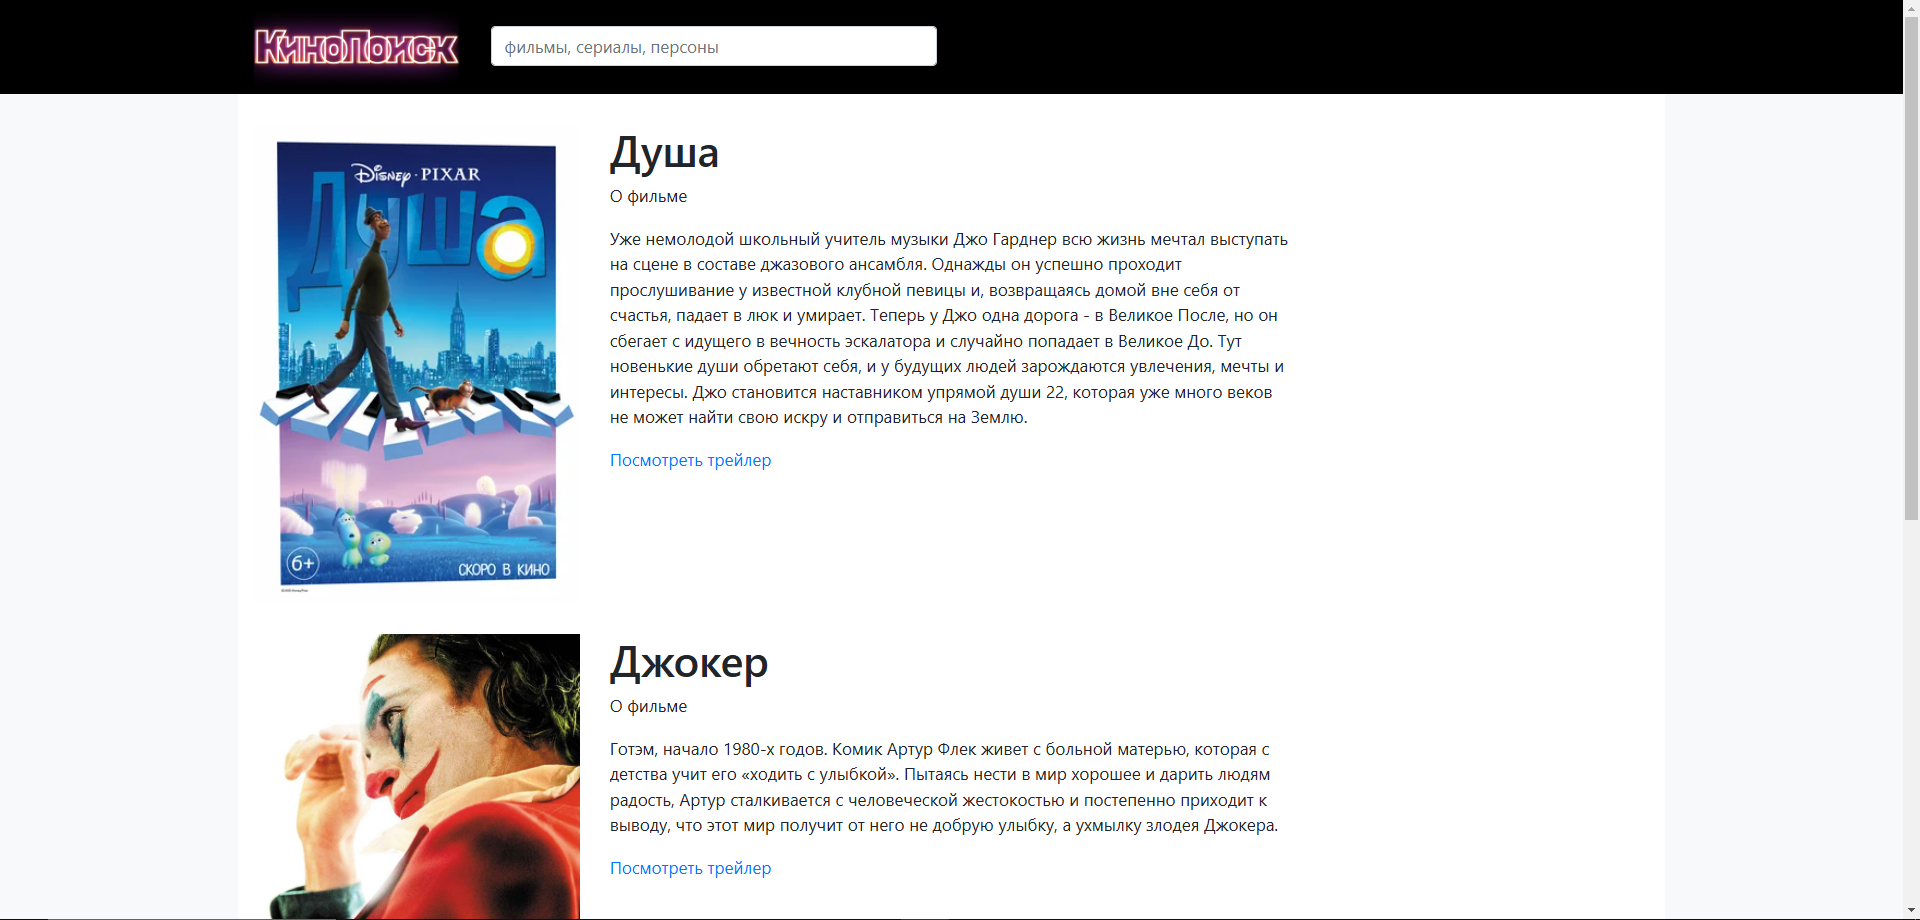 КиноПоиск
фильмы, сериалы, персоны
Душа
О фильме
Уже немолодой школьный учитель музыки Джо Гарднер всю жизнь мечтал выступать
на сцене в составе джазового ансамбля. Однажды он успешно проходит
прослушивание у известной клубной певицы и, возвращаясь домой вне себя от
счастья, падает в люк и умирает. Теперь у Джо одна дорога - в Великое После, но он
сбегает с идущего в вечность эскалатора и случайно попадает в Великое До. Тут
новенькие души обретают себя, и у будущих людей зарождаются увлечения, мечты и
интересы. Джо становится наставником упрямой души 22, которая уже много веков
не может найти свою искру и отправиться на Землю.
Посмотреть трейлер
Disney · PIXAR
Душа
6+
СКОРО В КИНО
Джокер
О фильме
Готэм, начало 1980-х годов. Комик Артур Флек живет с больной матерью, которая с
детства учит его «ходить с улыбкой». Пытаясь нести в мир хорошее и дарить людям
радость, Артур сталкивается с человеческой жестокостью и постепенно приходит к
выводу, что этот мир получит от него не добрую улыбку, а ухмылку злодея Джокера.
Посмотреть трейлер